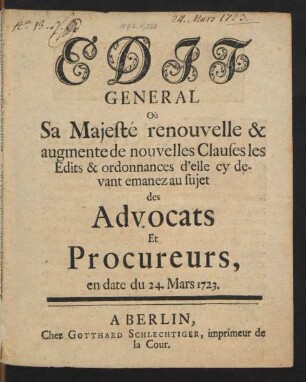 24. Mars 1723.
EDIT
GENERAL
Où
Sa Majesté renouvelle &
augmente de nouvelles Clauses les
Edits & ordonnances d'elle cy de-
vant emanez au sujet
des
Advocats
Et
Procureurs,
en date du 24. Mars 1723.
A BERLIN,
Chez GOTTHARD SCHLECHTIGER, imprimeur de
la Cour.